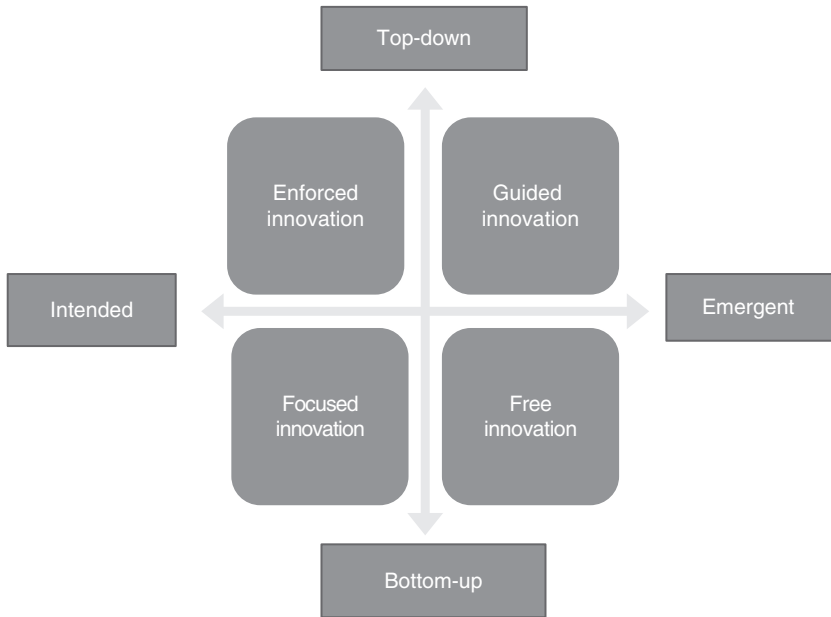 Top-down
Enforced
innovation
Guided
innovation
Intended
Emergent
Focused
innovation
Free
innovation
Bottom-up